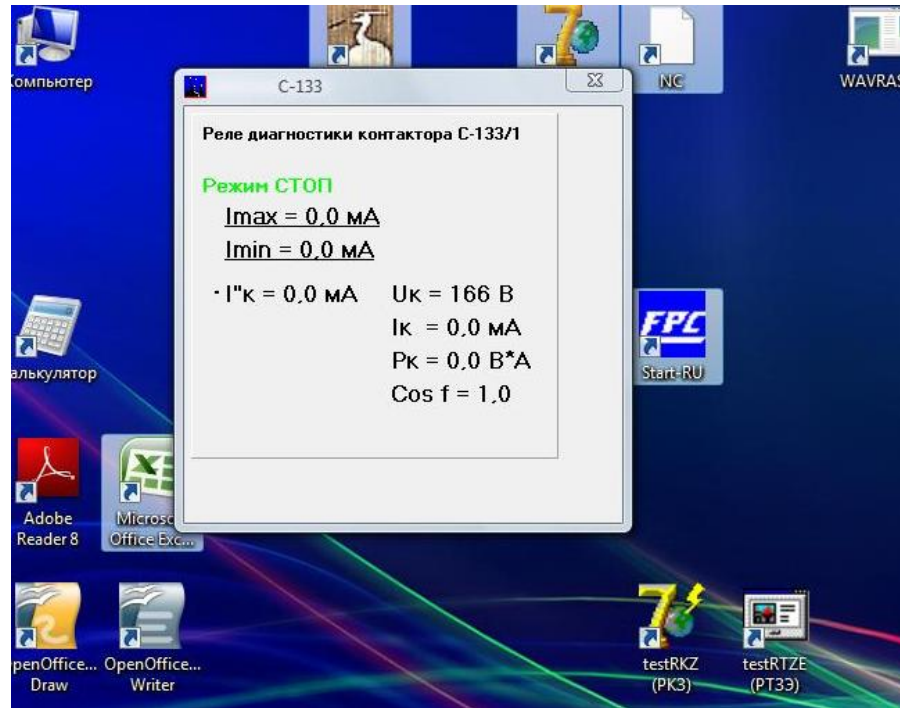 Компьютер
NC
WAVRAS
С-133
Реле диагностики контактора С-133/1
Режим СТОП
Imax = 0,0 мА
Imin = 0,0 мА
I"к = 0,0 мА
Uк = 166 В
Iк = 0,0 мА
Pк = 0,0 В*А
Cos f = 1,0
FPC
Start-RU
алькулятор
Adobe
Reader 8
Microsc
Office Exc...
penOffice...
Draw
OpenOffice...
Writer
testRKZ
(РКЗ)
testRTZE
(РТЗЭ)